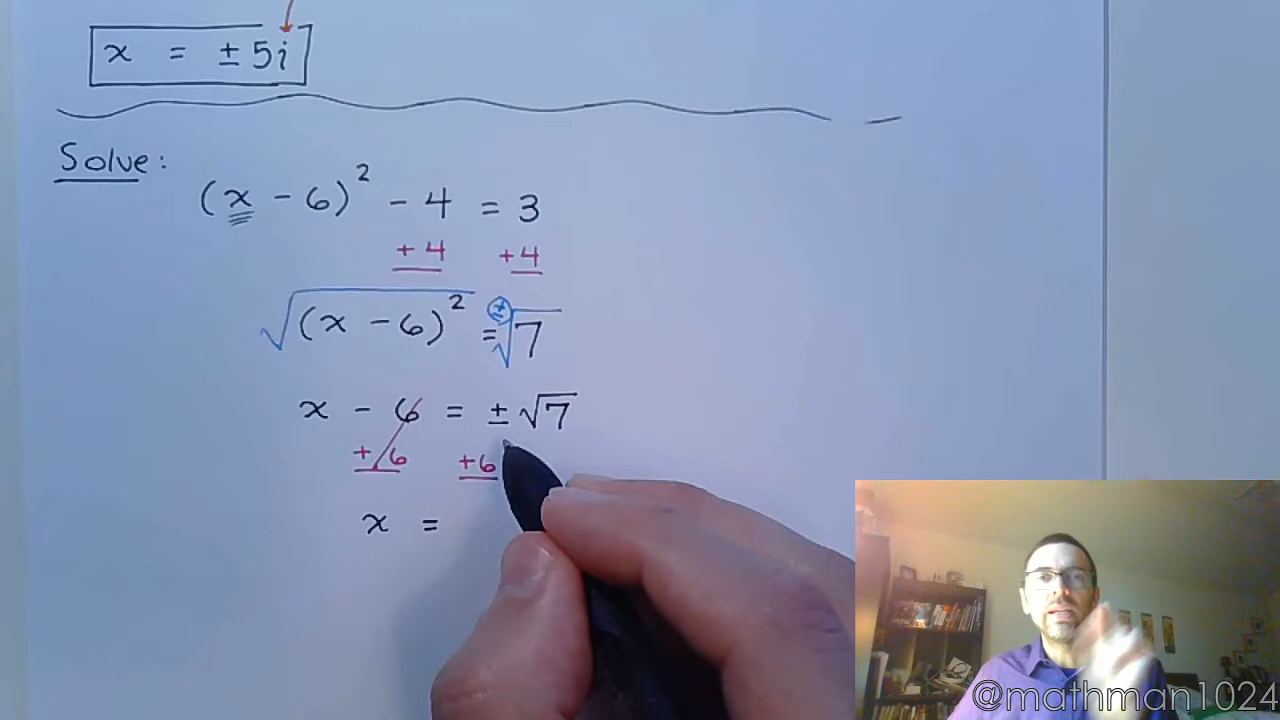 x = ± 5i
Solve:
(x - 6)² - 4 = 3
+ 4 + 4
√(x - 6)² = ±√7
x - 6 = ± √7
+ 6 + 6
x =
@mathman1024